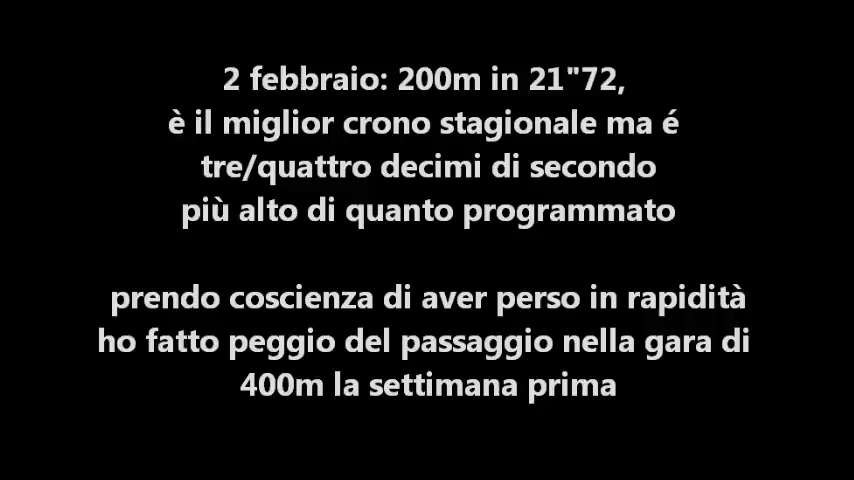 2 febbraio: 200m in 21"72,
è il miglior crono stagionale ma é
tre/quattro decimi di secondo
più alto di quanto programmato
prendo coscienza di aver perso in rapidità
ho fatto peggio del passaggio nella gara di
400m la settimana prima